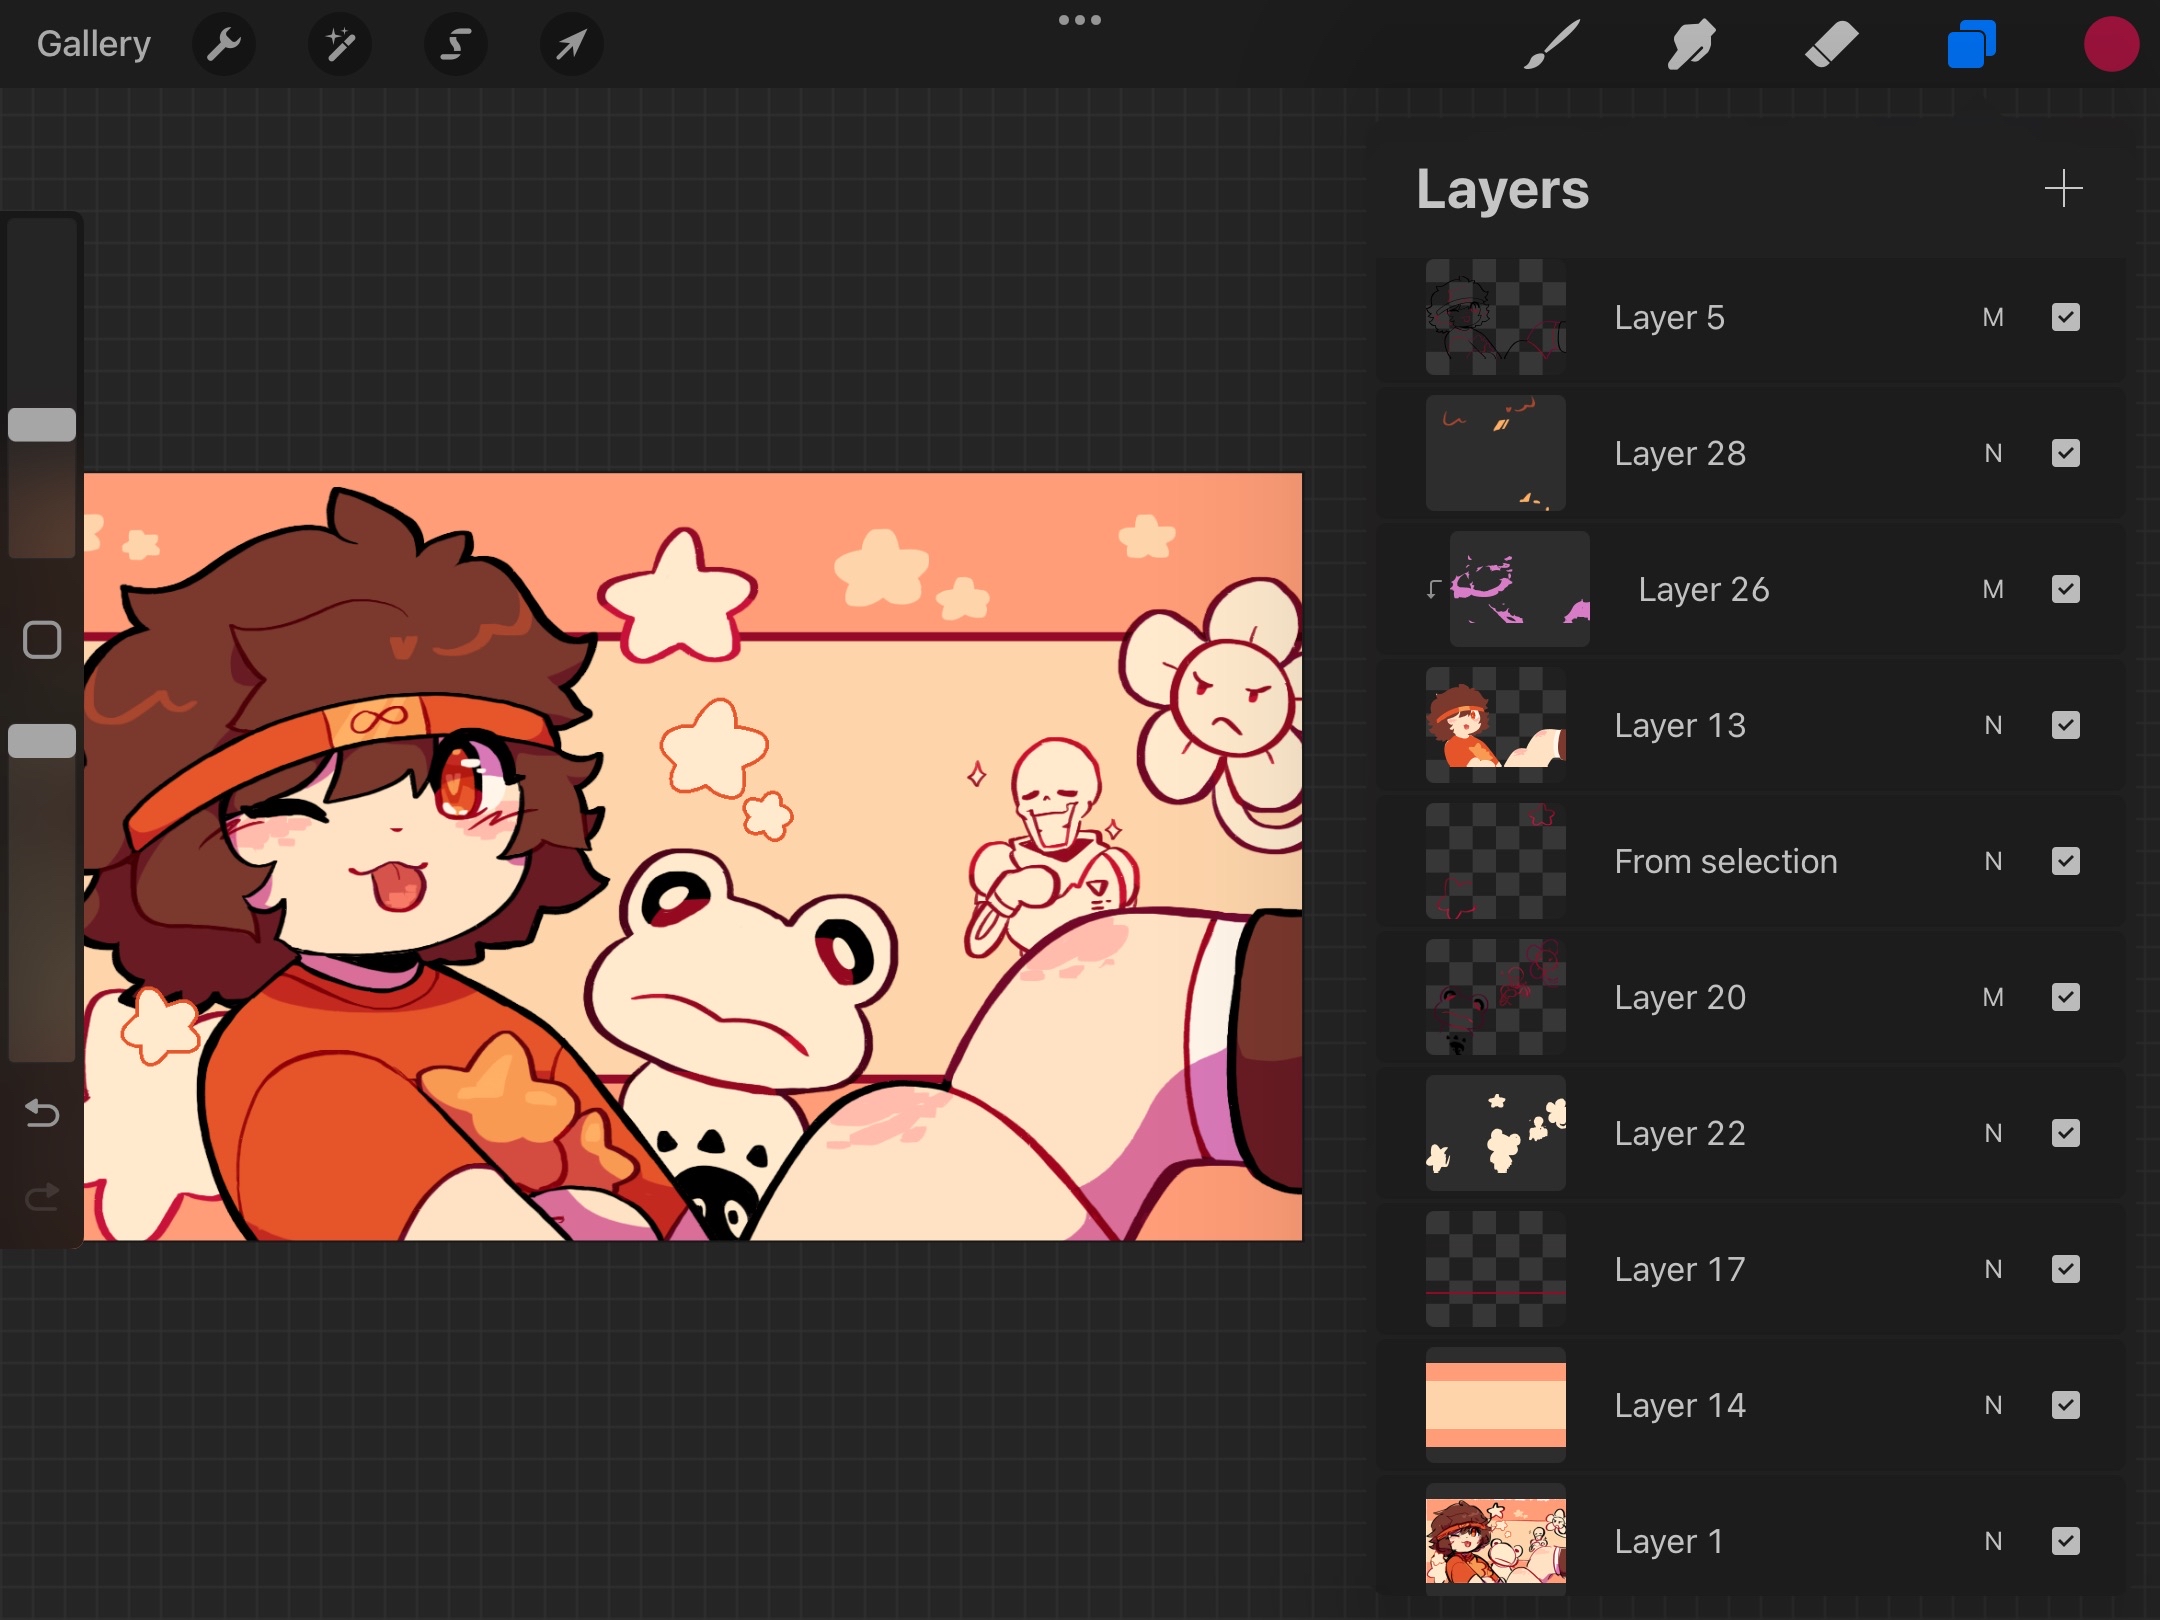 Gallery
Layers
Layer 5 M
Layer 28 N
Layer 26 M
Layer 13 N
From selection N
Layer 20 M
Layer 22 N
Layer 17 N
Layer 14 N
Layer 1 N